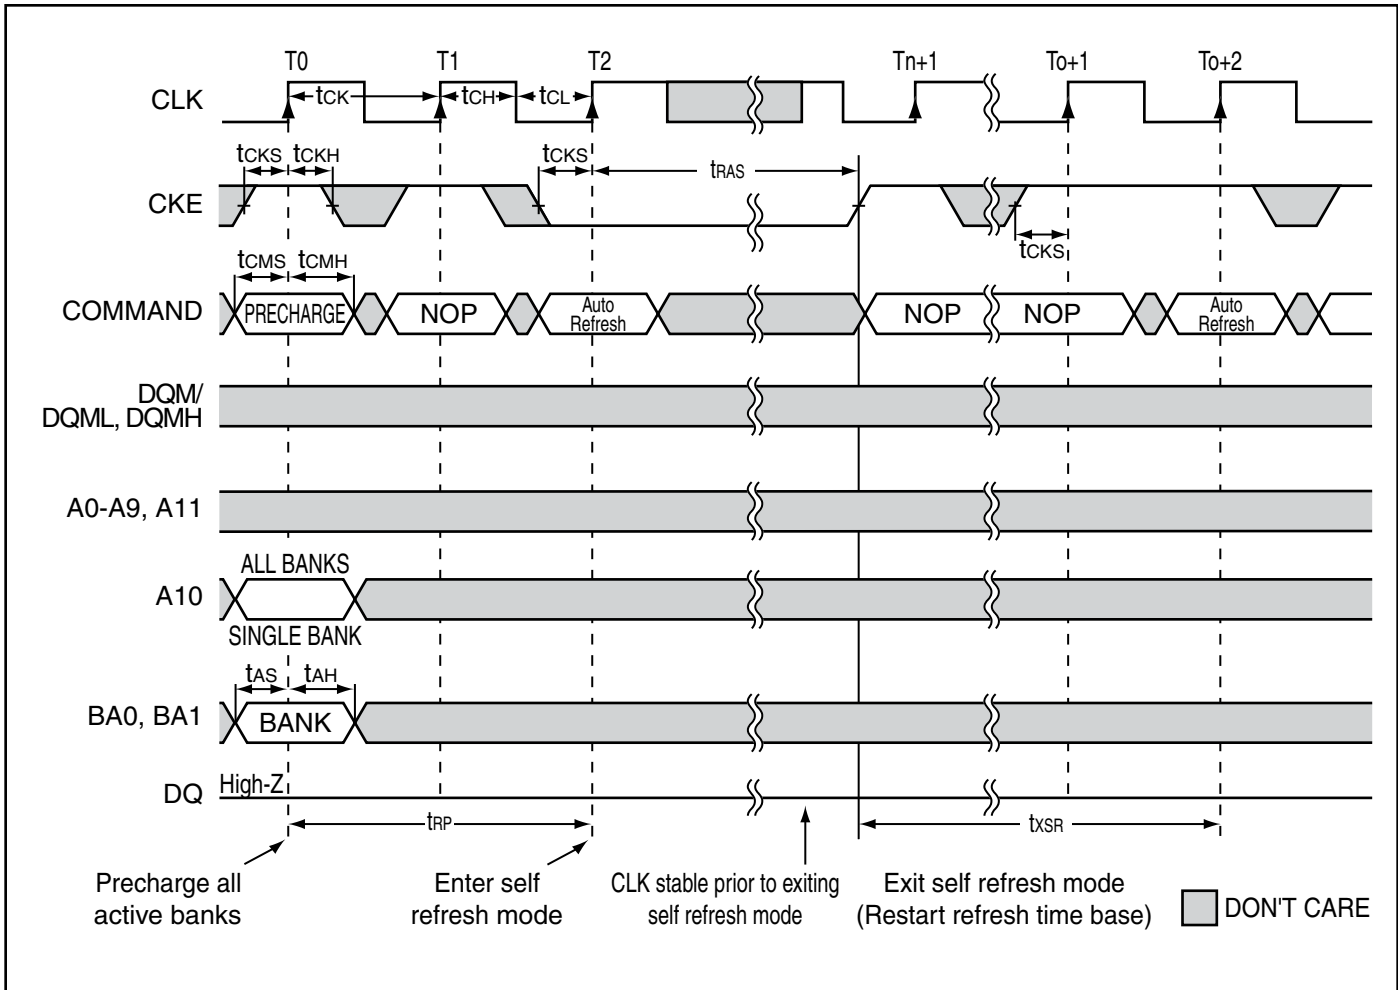 T0 T1 T2 Tn+1 To+1 To+2
CLK tCK tCH tCL
tCKS tCKH tCKS tRAS
CKE
tCKS
tCMS tCMH
COMMAND PRECHARGE NOP Auto Refresh NOP NOP Auto Refresh
DQM/
DQML, DQMH
A0-A9, A11
ALL BANKS
A10
SINGLE BANK
tAS tAH
BA0, BA1 BANK
DQ High-Z
tRP tXSR
Precharge all
active banks
Enter self
refresh mode
CLK stable prior to exiting
self refresh mode
Exit self refresh mode
(Restart refresh time base)
DON'T CARE